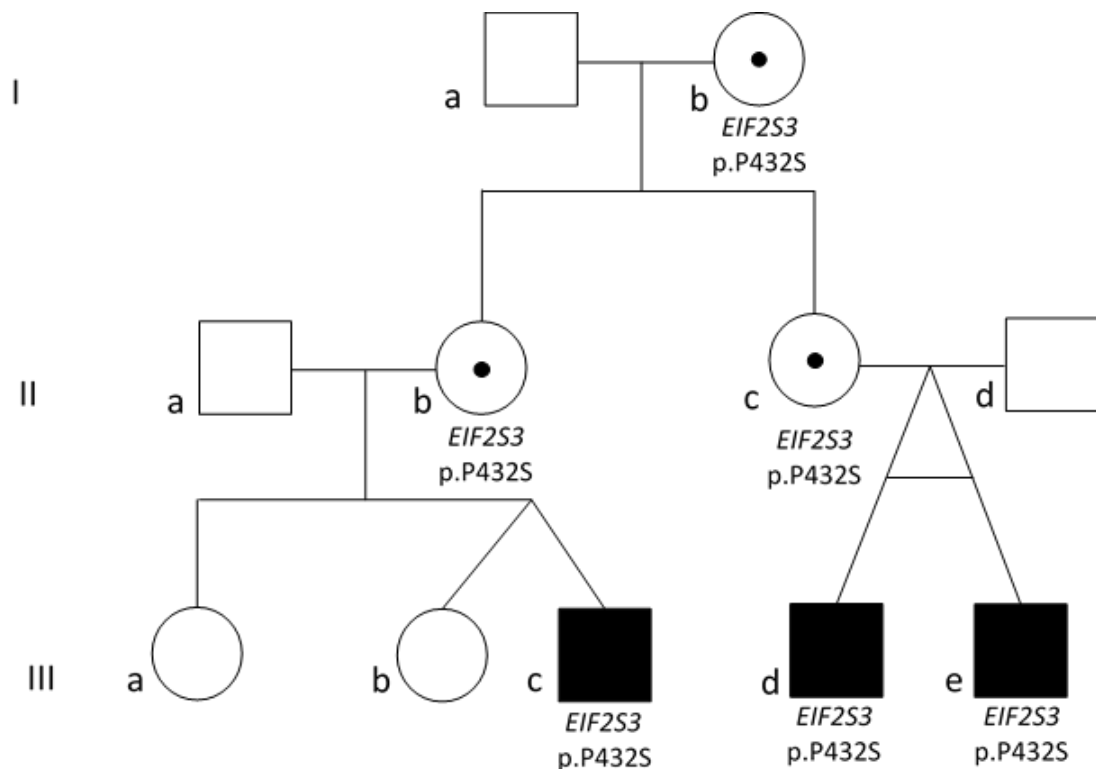 I
a
b
EIF2S3
p.P432S
II
a
b
c
d
EIF2S3
p.P432S
EIF2S3
p.P432S
III
a
b
c
d
e
EIF2S3
p.P432S
EIF2S3
p.P432S
EIF2S3
p.P432S